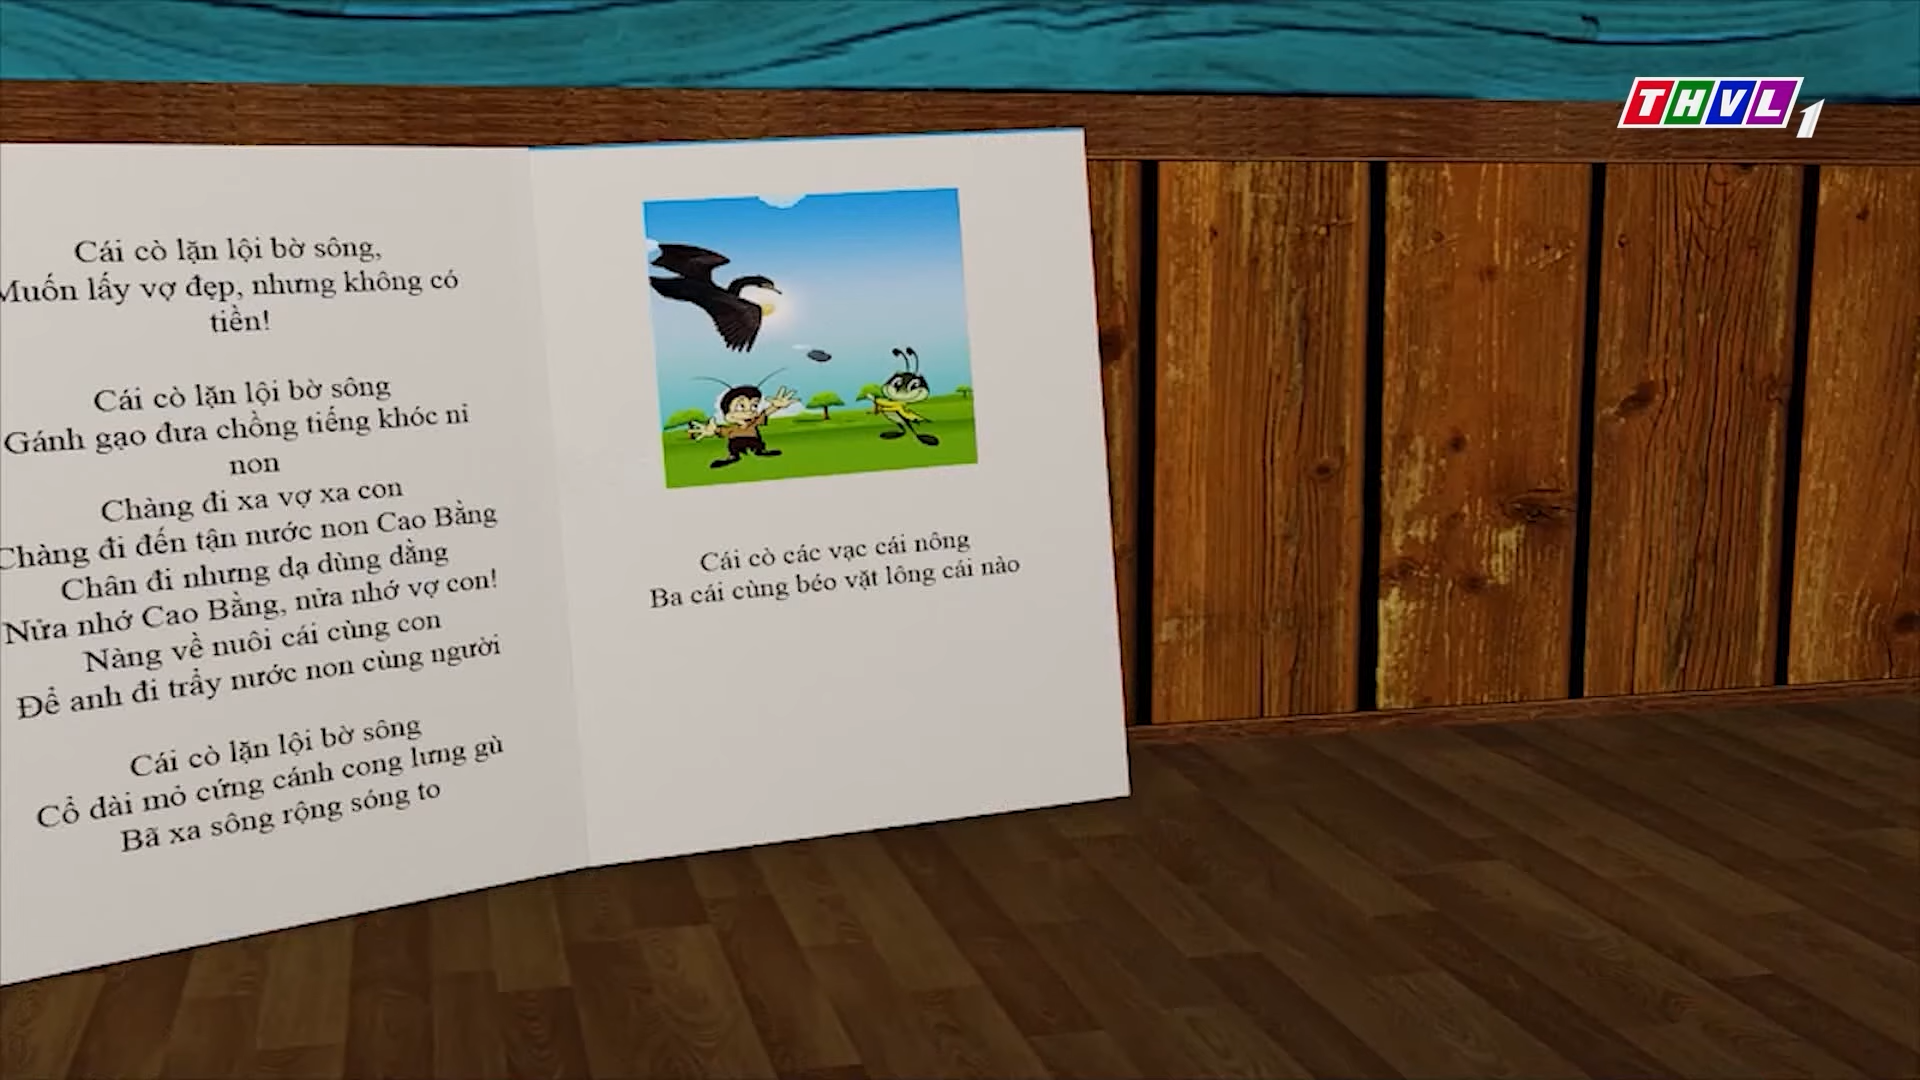 Cái cò lặn lội bờ sông,
Muốn lấy vợ đẹp, nhưng không có
tiền!
Cái cò lặn lội bờ sông
Gánh gạo đưa chồng tiếng khóc nỉ
non
Chàng đi xa vợ xa con
Chàng đi đến tận nước non Cao Bằng
Chân đi nhưng dạ dùng dằng
Nửa nhớ Cao Bằng, nửa nhớ vợ con!
Nàng về nuôi cái cùng con
Để anh đi trẩy nước non cùng người
Cái cò lặn lội bờ sông
Cổ dài mỏ cứng cánh cong lưng gù
Bã xa sông rộng sóng to
Cái cò các vạc cái nông
Ba cái cùng béo vặt lông cái nào
THVL 1